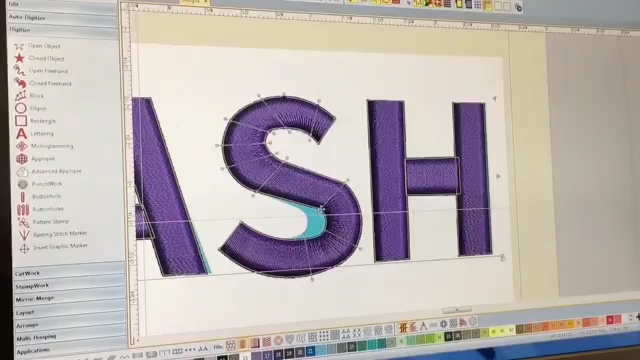 Edit
Auto-Digitize
Digitize
Open Object
Closed Object
Open Freehand
Closed Freehand
Block
Ellipse
Rectangle
Lettering
Monogramming
Applique
Advanced Applique
PunchWork
Buttonhole
Buttonholes
Pattern Stamp
Basting Stitch Marker
Insert Graphic Marker
CutWork
StumpWork
Mirror-Merge
Layout
Arrange
Multi-Hooping
Applications
ASH